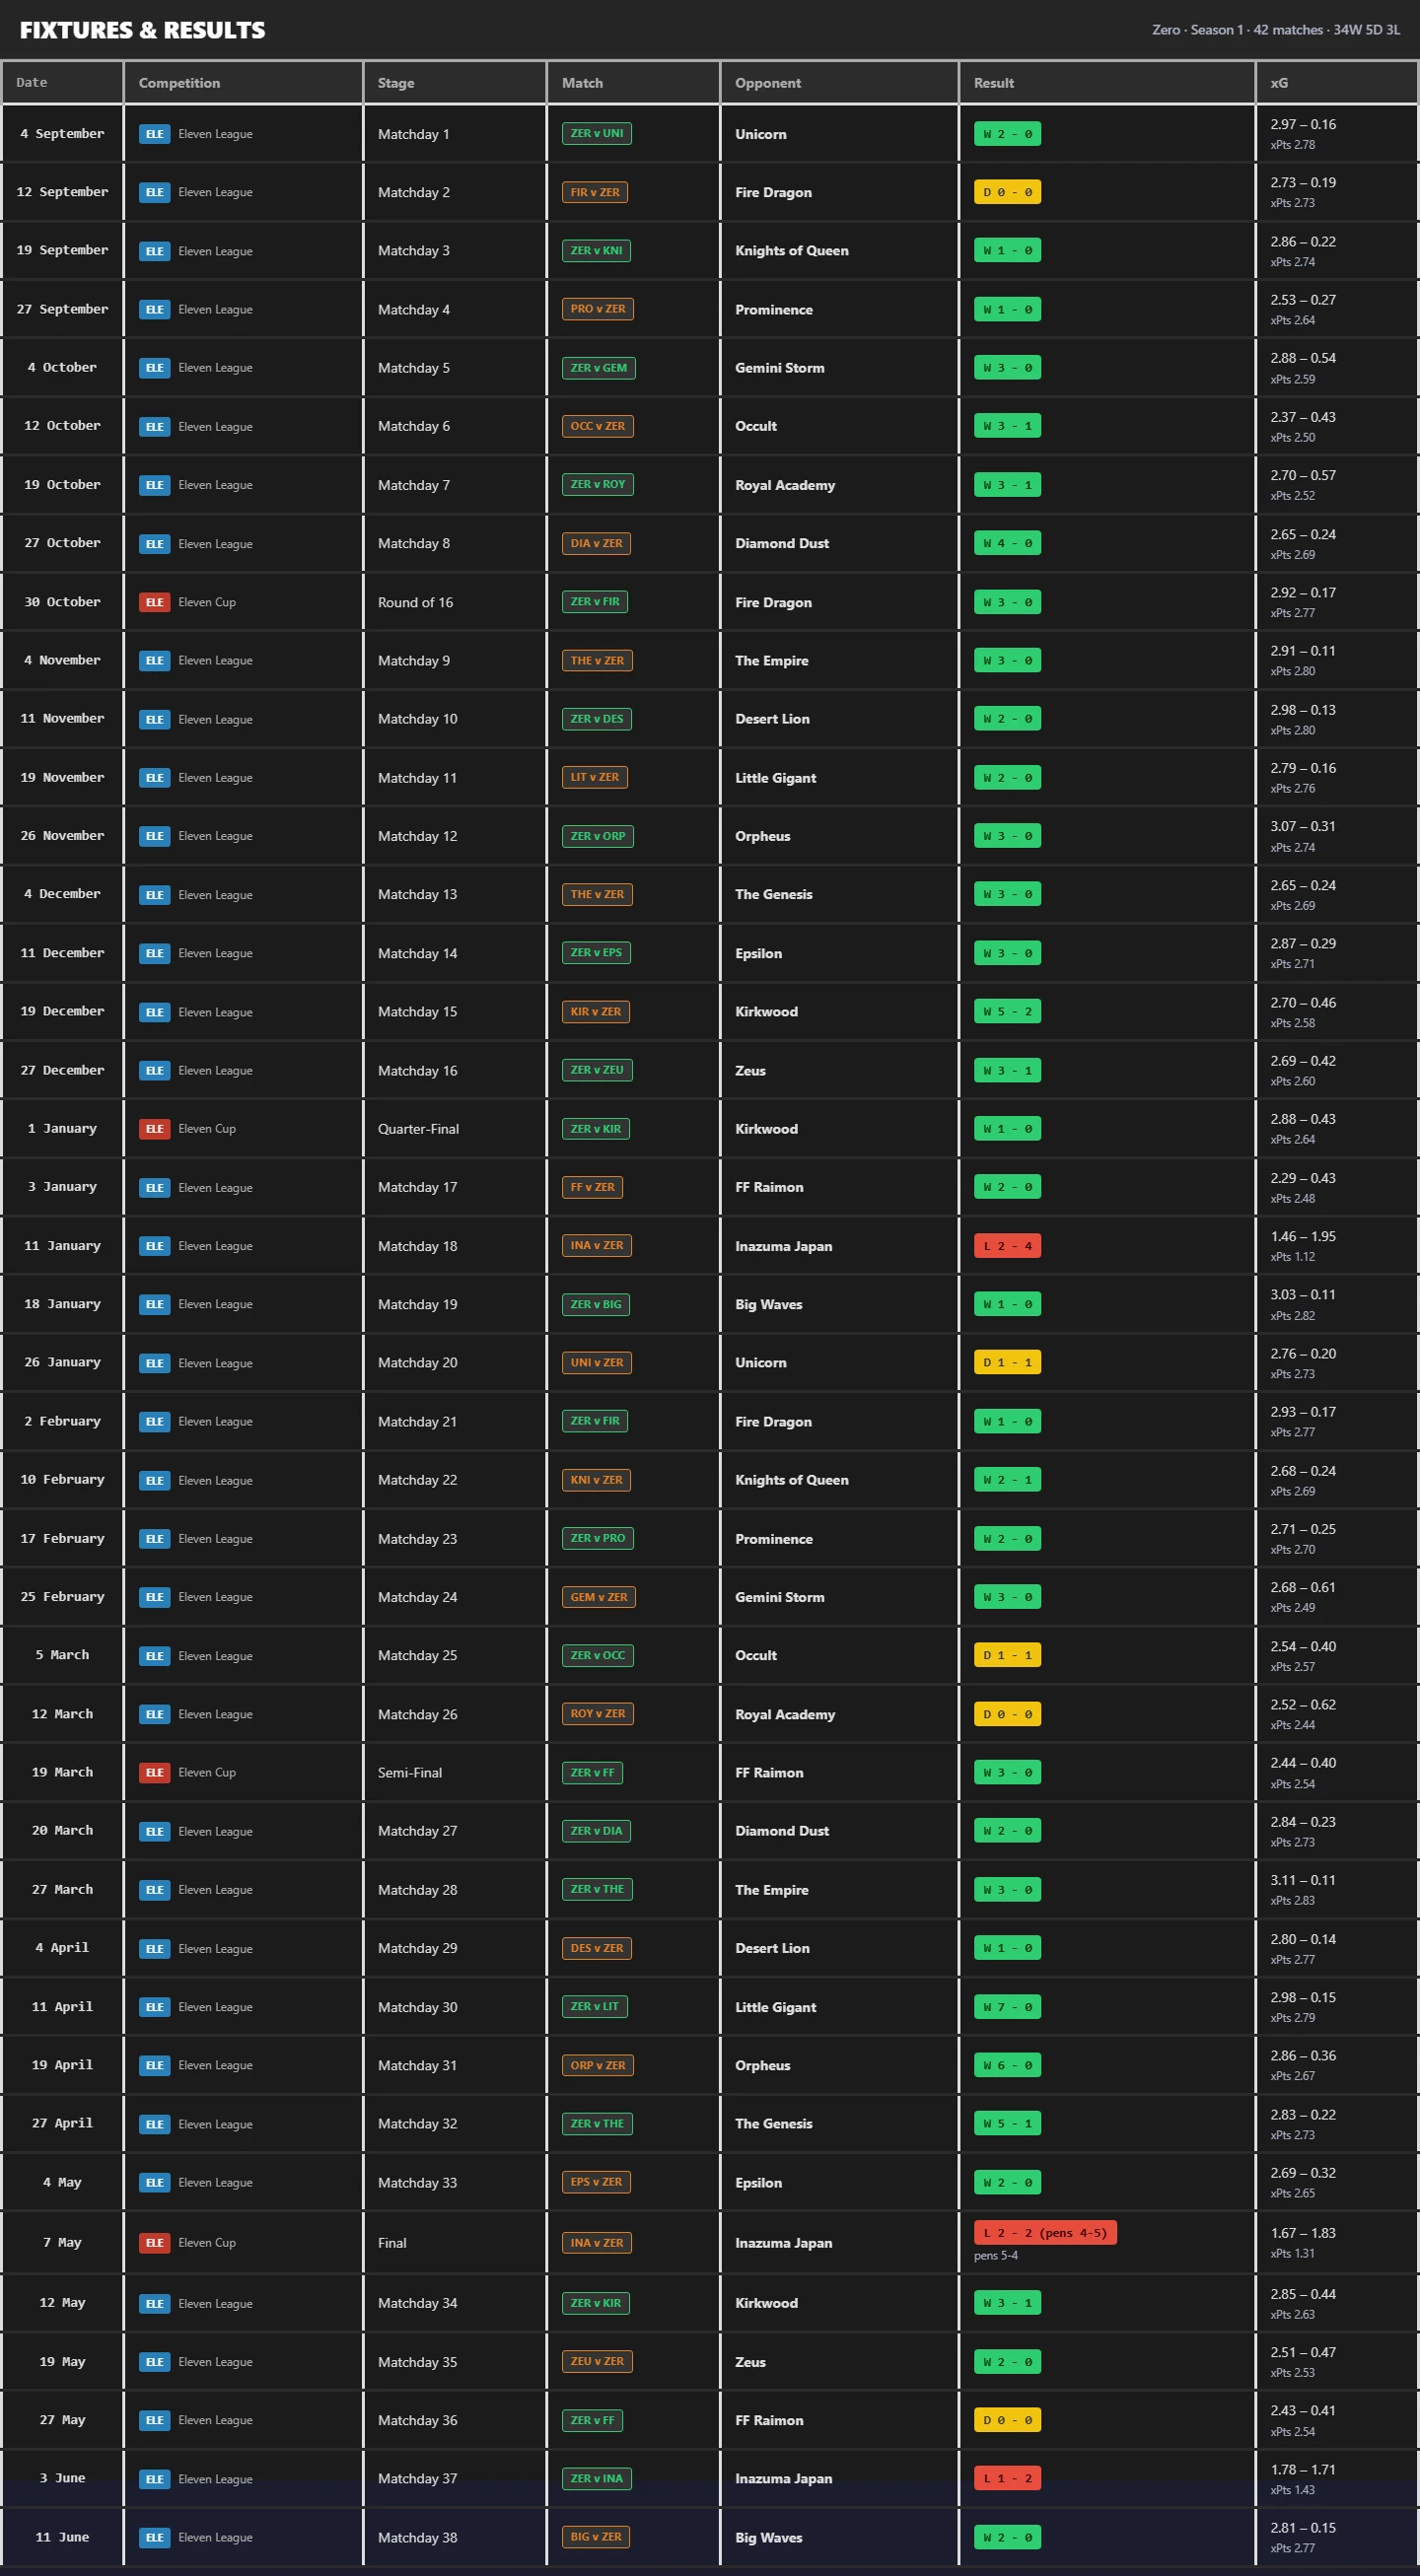 FIXTURES & RESULTS
Zero · Season 1 · 42 matches · 34W 5D 3L
Date Competition Stage Match Opponent Result xG
4 September ELE Eleven League Matchday 1 ZER v UNI Unicorn W 2 - 0 2.97 – 0.16
xPts 2.78
12 September ELE Eleven League Matchday 2 FIR v ZER Fire Dragon D 0 - 0 2.73 – 0.19
xPts 2.73
19 September ELE Eleven League Matchday 3 ZER v KNI Knights of Queen W 1 - 0 2.86 – 0.22
xPts 2.74
27 September ELE Eleven League Matchday 4 PRO v ZER Prominence W 1 - 0 2.53 – 0.27
xPts 2.64
4 October ELE Eleven League Matchday 5 ZER v GEM Gemini Storm W 3 - 0 2.88 – 0.54
xPts 2.59
12 October ELE Eleven League Matchday 6 OCC v ZER Occult W 3 - 1 2.37 – 0.43
xPts 2.50
19 October ELE Eleven League Matchday 7 ZER v ROY Royal Academy W 3 - 1 2.70 – 0.57
xPts 2.52
27 October ELE Eleven League Matchday 8 DIA v ZER Diamond Dust W 4 - 0 2.65 – 0.24
xPts 2.69
30 October ELE Eleven Cup Round of 16 ZER v FIR Fire Dragon W 3 - 0 2.92 – 0.17
xPts 2.77
4 November ELE Eleven League Matchday 9 THE v ZER The Empire W 3 - 0 2.91 – 0.11
xPts 2.80
11 November ELE Eleven League Matchday 10 ZER v DES Desert Lion W 2 - 0 2.98 – 0.13
xPts 2.80
19 November ELE Eleven League Matchday 11 LIT v ZER Little Gigant W 2 - 0 2.79 – 0.16
xPts 2.76
26 November ELE Eleven League Matchday 12 ZER v ORP Orpheus W 3 - 0 3.07 – 0.31
xPts 2.74
4 December ELE Eleven League Matchday 13 THE v ZER The Genesis W 3 - 0 2.65 – 0.24
xPts 2.69
11 December ELE Eleven League Matchday 14 ZER v EPS Epsilon W 3 - 0 2.87 – 0.29
xPts 2.71
19 December ELE Eleven League Matchday 15 KIR v ZER Kirkwood W 5 - 2 2.70 – 0.46
xPts 2.58
27 December ELE Eleven League Matchday 16 ZER v ZEU Zeus W 3 - 1 2.69 – 0.42
xPts 2.60
1 January ELE Eleven Cup Quarter-Final ZER v KIR Kirkwood W 1 - 0 2.88 – 0.43
xPts 2.64
3 January ELE Eleven League Matchday 17 FF v ZER FF Raimon W 2 - 0 2.29 – 0.43
xPts 2.48
11 January ELE Eleven League Matchday 18 INA v ZER Inazuma Japan L 2 - 4 1.46 – 1.95
xPts 1.12
18 January ELE Eleven League Matchday 19 ZER v BIG Big Waves W 1 - 0 3.03 – 0.11
xPts 2.82
26 January ELE Eleven League Matchday 20 UNI v ZER Unicorn D 1 - 1 2.76 – 0.20
xPts 2.73
2 February ELE Eleven League Matchday 21 ZER v FIR Fire Dragon W 1 - 0 2.93 – 0.17
xPts 2.77
10 February ELE Eleven League Matchday 22 KNI v ZER Knights of Queen W 2 - 1 2.68 – 0.24
xPts 2.69
17 February ELE Eleven League Matchday 23 ZER v PRO Prominence W 2 - 0 2.71 – 0.25
xPts 2.70
25 February ELE Eleven League Matchday 24 GEM v ZER Gemini Storm W 3 - 0 2.68 – 0.61
xPts 2.49
5 March ELE Eleven League Matchday 25 ZER v OCC Occult D 1 - 1 2.54 – 0.40
xPts 2.57
12 March ELE Eleven League Matchday 26 ROY v ZER Royal Academy D 0 - 0 2.52 – 0.62
xPts 2.44
19 March ELE Eleven Cup Semi-Final ZER v FF FF Raimon W 3 - 0 2.44 – 0.40
xPts 2.54
20 March ELE Eleven League Matchday 27 ZER v DIA Diamond Dust W 2 - 0 2.84 – 0.23
xPts 2.73
27 March ELE Eleven League Matchday 28 ZER v THE The Empire W 3 - 0 3.11 – 0.11
xPts 2.83
4 April ELE Eleven League Matchday 29 DES v ZER Desert Lion W 1 - 0 2.80 – 0.14
xPts 2.77
11 April ELE Eleven League Matchday 30 ZER v LIT Little Gigant W 7 - 0 2.98 – 0.15
xPts 2.79
19 April ELE Eleven League Matchday 31 ORP v ZER Orpheus W 6 - 0 2.86 – 0.36
xPts 2.67
27 April ELE Eleven League Matchday 32 ZER v THE The Genesis W 5 - 1 2.83 – 0.22
xPts 2.73
4 May ELE Eleven League Matchday 33 EPS v ZER Epsilon W 2 - 0 2.69 – 0.32
xPts 2.65
7 May ELE Eleven Cup Final INA v ZER Inazuma Japan L 2 - 2 (pens 4-5) 1.67 – 1.83
pens 5-4 xPts 1.31
12 May ELE Eleven League Matchday 34 ZER v KIR Kirkwood W 3 - 1 2.85 – 0.44
xPts 2.63
19 May ELE Eleven League Matchday 35 ZEU v ZER Zeus W 2 - 0 2.51 – 0.47
xPts 2.53
27 May ELE Eleven League Matchday 36 ZER v FF FF Raimon D 0 - 0 2.43 – 0.41
xPts 2.54
3 June ELE Eleven League Matchday 37 ZER v INA Inazuma Japan L 1 - 2 1.78 – 1.71
xPts 1.43
11 June ELE Eleven League Matchday 38 BIG v ZER Big Waves W 2 - 0 2.81 – 0.15
xPts 2.77